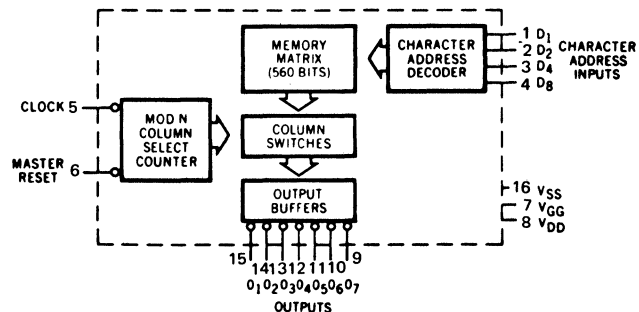 MEMORY
MATRIX
(560 BITS)
CHARACTER
ADDRESS
DECODER
1 D1
2 D2
3 D4
4 D8
CHARACTER
ADDRESS
INPUTS
CLOCK 5
MASTER
RESET
6
MOD N
COLUMN
SELECT
COUNTER
COLUMN
SWITCHES
OUTPUT
BUFFERS
16 VSS
7 VGG
8 VDD
15 14 13 12 11 10 9
O1 O2 O3 O4 O5 O6 O7
OUTPUTS